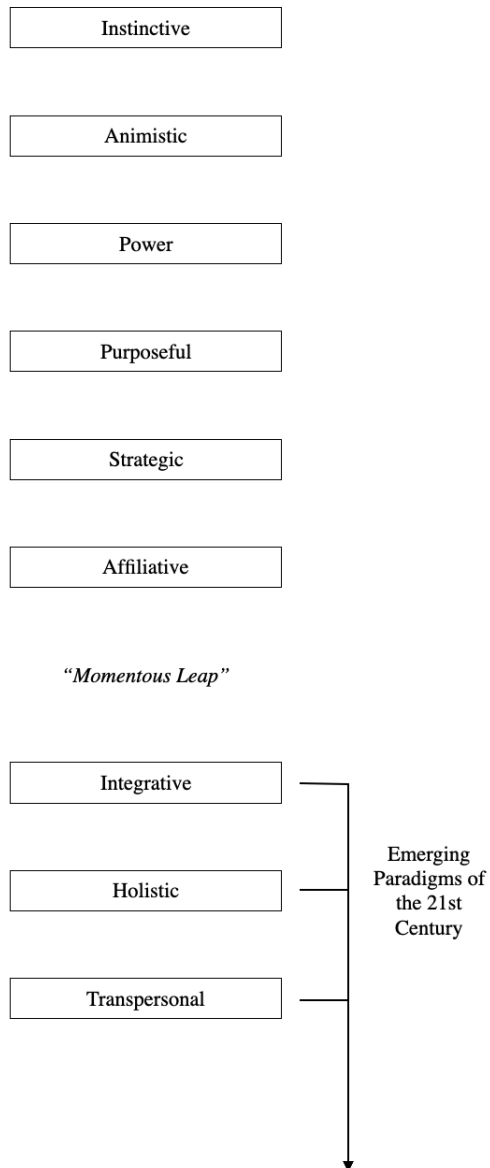 Instinctive
Animistic
Power
Purposeful
Strategic
Affiliative
“Momentous Leap”
Integrative
Holistic
Transpersonal
Emerging
Paradigms of
the 21st
Century